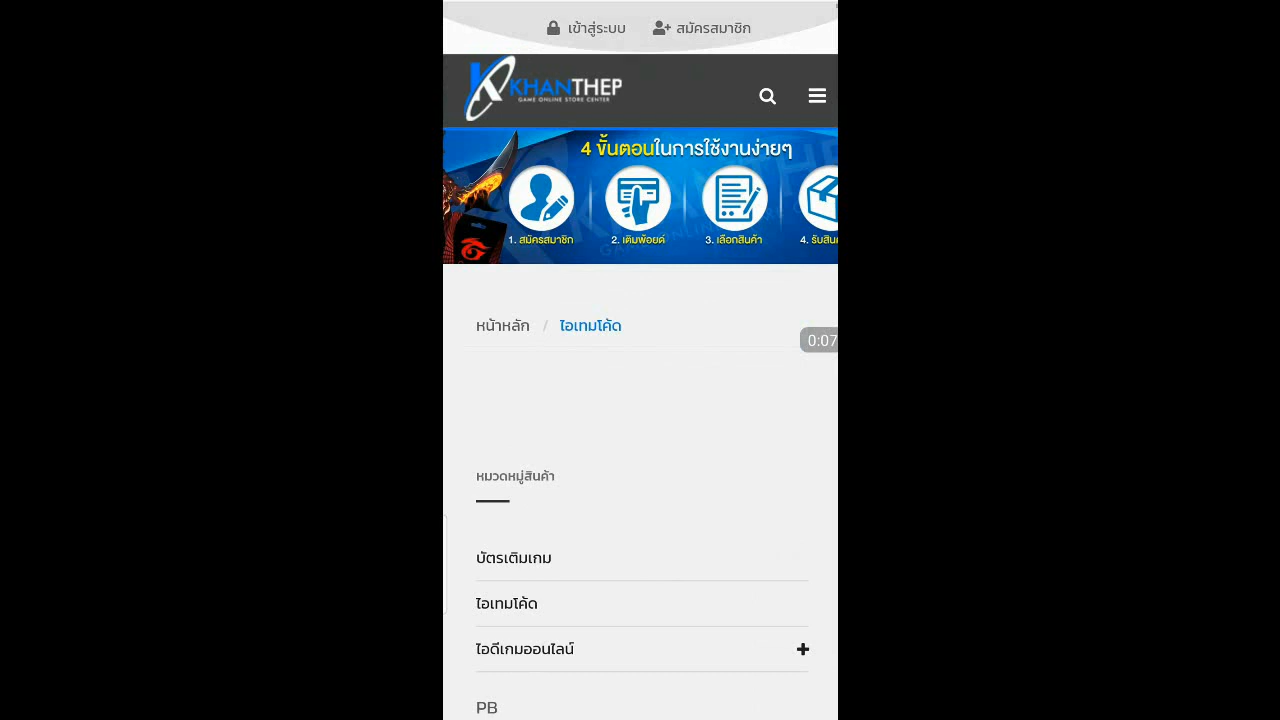 เข้าสู่ระบบ สมัครสมาชิก
KHANTHEP
GAME ONLINE STORE CENTER
4 ขั้นตอนในการใช้งานง่ายๆ
1. สมัครสมาชิก 2. เติมพ้อยด์ 3. เลือกสินค้า 4. รับสิน
หน้าหลัก / ไอเทมโค้ด
0:07
หมวดหมู่สินค้า
บัตรเติมเกม
ไอเทมโค้ด
ไอดีเกมออนไลน์
PB